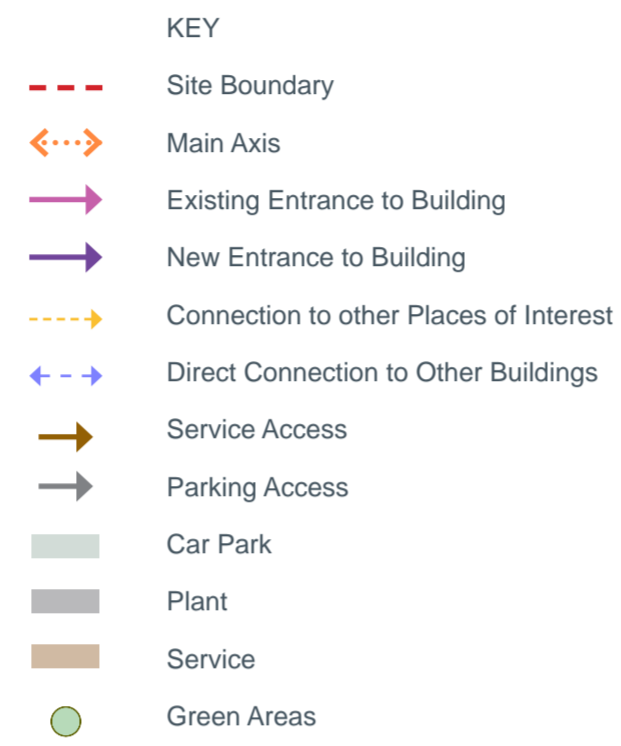 KEY
Site Boundary
Main Axis
Existing Entrance to Building
New Entrance to Building
Connection to other Places of Interest
Direct Connection to Other Buildings
Service Access
Parking Access
Car Park
Plant
Service
Green Areas